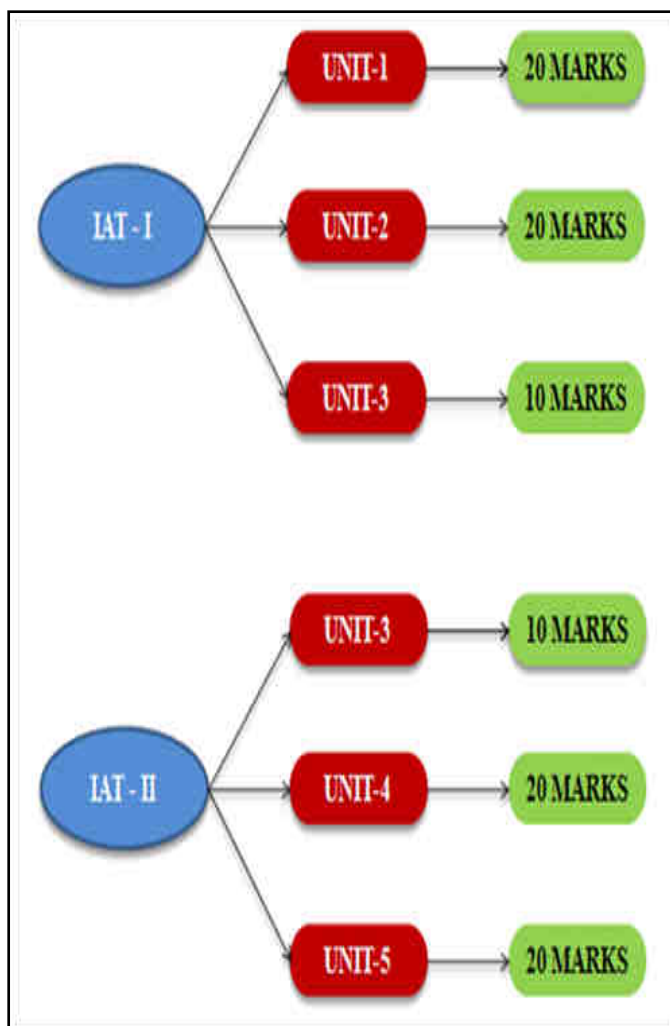 UNIT-1
20 MARKS
IAT - I
UNIT-2
20 MARKS
UNIT-3
10 MARKS
UNIT-3
10 MARKS
IAT - II
UNIT-4
20 MARKS
UNIT-5
20 MARKS